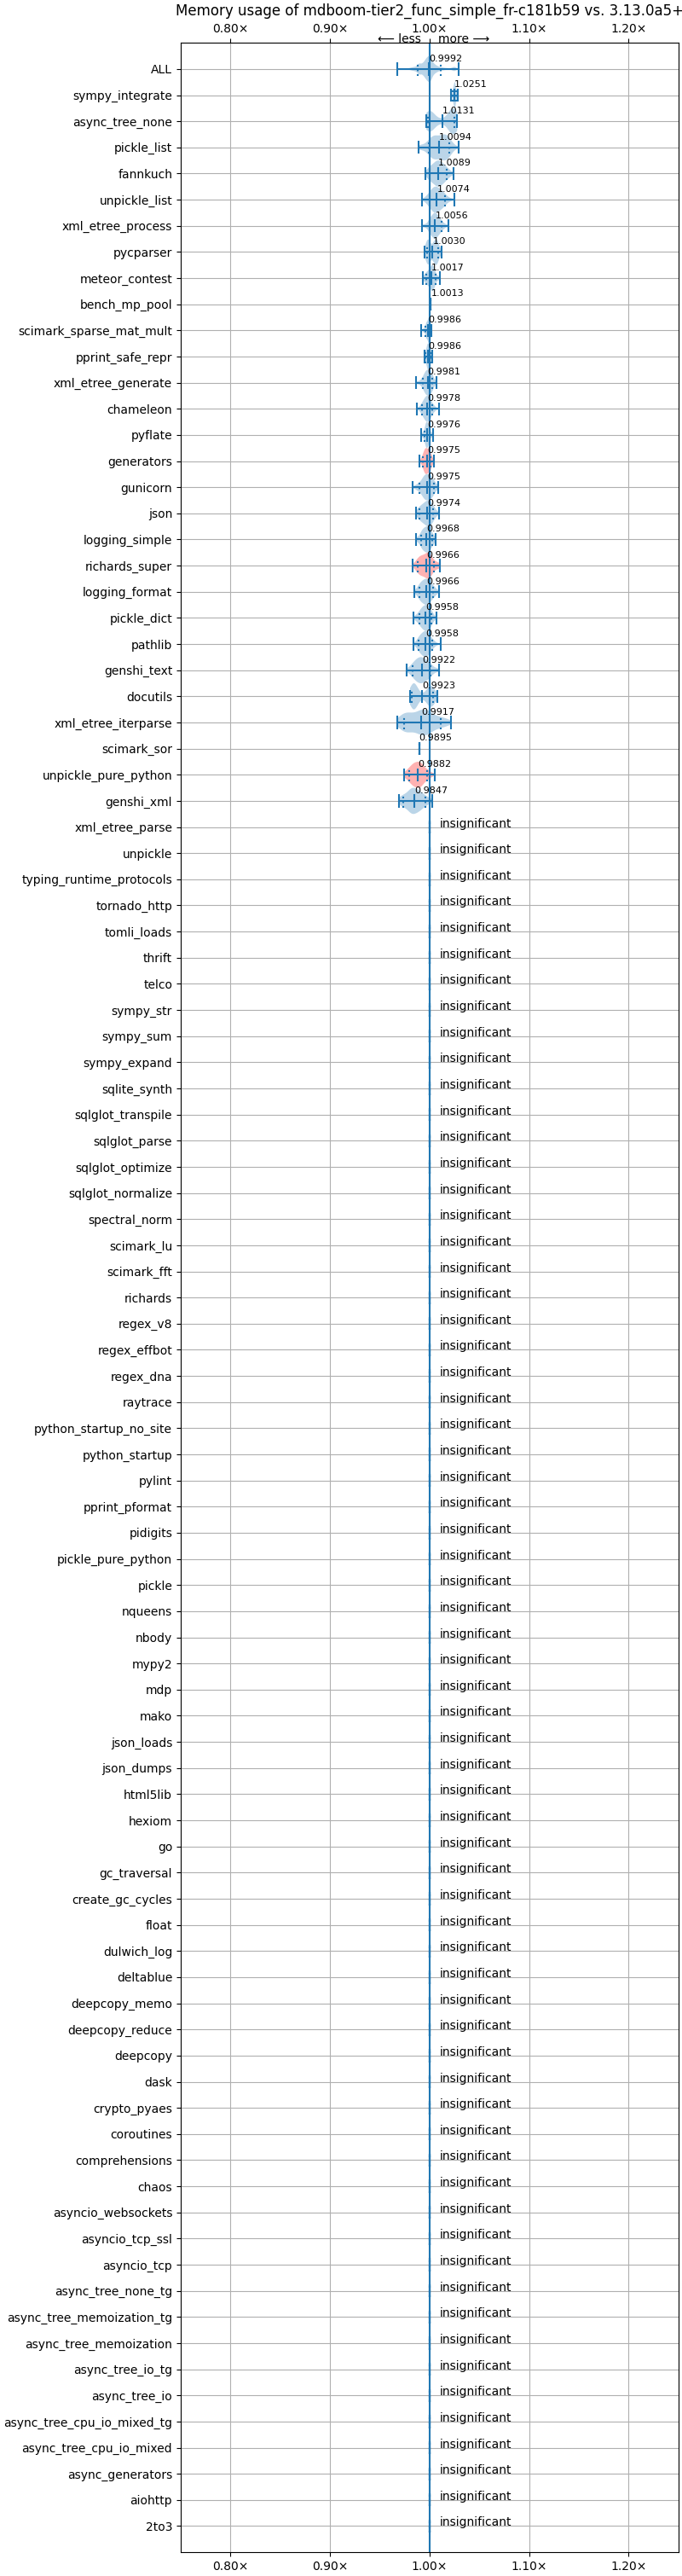 Memory usage of mdboom-tier2_func_simple_fr-c181b59 vs. 3.13.0a5+
0.80× 0.90× 1.00× 1.10× 1.20×
⟵ less more ⟶
ALL 0.9992
sympy_integrate 1.0251
async_tree_none 1.0131
pickle_list 1.0094
fannkuch 1.0089
unpickle_list 1.0074
xml_etree_process 1.0056
pycparser 1.0030
meteor_contest 1.0017
bench_mp_pool 1.0013
scimark_sparse_mat_mult 0.9986
pprint_safe_repr 0.9986
xml_etree_generate 0.9981
chameleon 0.9978
pyflate 0.9976
generators 0.9975
gunicorn 0.9975
json 0.9974
logging_simple 0.9968
richards_super 0.9966
logging_format 0.9966
pickle_dict 0.9958
pathlib 0.9958
genshi_text 0.9922
docutils 0.9923
xml_etree_iterparse 0.9917
scimark_sor 0.9895
unpickle_pure_python 0.9882
genshi_xml 0.9847
xml_etree_parse insignificant
unpickle insignificant
typing_runtime_protocols insignificant
tornado_http insignificant
tomli_loads insignificant
thrift insignificant
telco insignificant
sympy_str insignificant
sympy_sum insignificant
sympy_expand insignificant
sqlite_synth insignificant
sqlglot_transpile insignificant
sqlglot_parse insignificant
sqlglot_optimize insignificant
sqlglot_normalize insignificant
spectral_norm insignificant
scimark_lu insignificant
scimark_fft insignificant
richards insignificant
regex_v8 insignificant
regex_effbot insignificant
regex_dna insignificant
raytrace insignificant
python_startup_no_site insignificant
python_startup insignificant
pylint insignificant
pprint_pformat insignificant
pidigits insignificant
pickle_pure_python insignificant
pickle insignificant
nqueens insignificant
nbody insignificant
mypy2 insignificant
mdp insignificant
mako insignificant
json_loads insignificant
json_dumps insignificant
html5lib insignificant
hexiom insignificant
go insignificant
gc_traversal insignificant
create_gc_cycles insignificant
float insignificant
dulwich_log insignificant
deltablue insignificant
deepcopy_memo insignificant
deepcopy_reduce insignificant
deepcopy insignificant
dask insignificant
crypto_pyaes insignificant
coroutines insignificant
comprehensions insignificant
chaos insignificant
asyncio_websockets insignificant
asyncio_tcp_ssl insignificant
asyncio_tcp insignificant
async_tree_none_tg insignificant
async_tree_memoization_tg insignificant
async_tree_memoization insignificant
async_tree_io_tg insignificant
async_tree_io insignificant
async_tree_cpu_io_mixed_tg insignificant
async_tree_cpu_io_mixed insignificant
async_generators insignificant
aiohttp insignificant
2to3 insignificant
0.80× 0.90× 1.00× 1.10× 1.20×